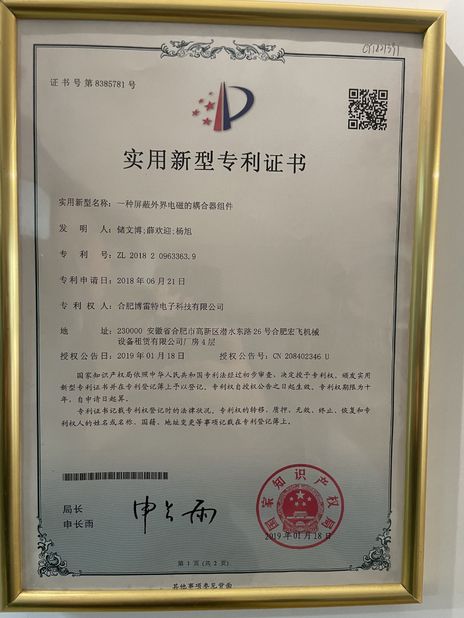 证书号第8385781号
实用新型专利证书
实用新型名称：一种屏蔽外界电磁的耦合器组件
发 明 人：储文博;薛欢迎;杨旭
专 利 号：ZL 2018 2 0963363.9
专利申请日：2018年06月21日
专 利 权 人：合肥博雷特电子科技有限公司
地 址：230000 安徽省合肥市高新区潜水东路26号合肥宏飞机械
设备租赁有限公司厂房4层
授权公告日：2019年01月18日 授权公告号：CN 208402346 U
国家知识产权局依照中华人民共和国专利法经过初步审查，决定授予专利权，颁发实用
新型专利证书并在专利登记簿上予以登记。专利权自授权公告之日起生效。专利权期限为十
年，自申请日起算。
专利证书记载专利权登记时的法律状况。专利权的转移、质押、无效、终止、恢复和专利
权人的姓名或名称、国籍、地址变更等事项记载在专利登记簿上。
局长
申长雨
申长雨
国家知识产权局
2019年01月18日
第1页(共2页)
其他事项参见背面